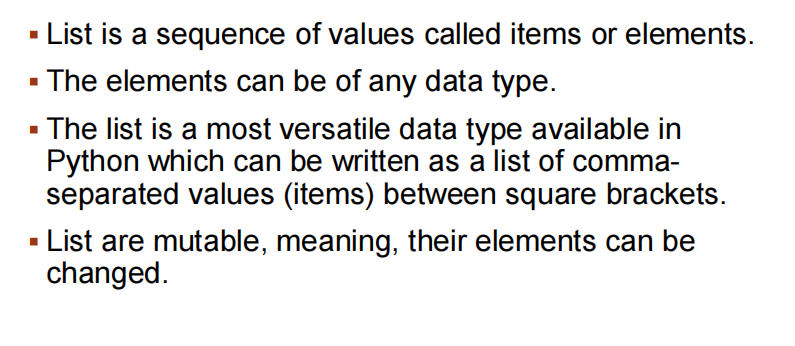 ▪ List is a sequence of values called items or elements.
▪ The elements can be of any data type.
▪ The list is a most versatile data type available in
Python which can be written as a list of comma-
separated values (items) between square brackets.
▪ List are mutable, meaning, their elements can be
changed.